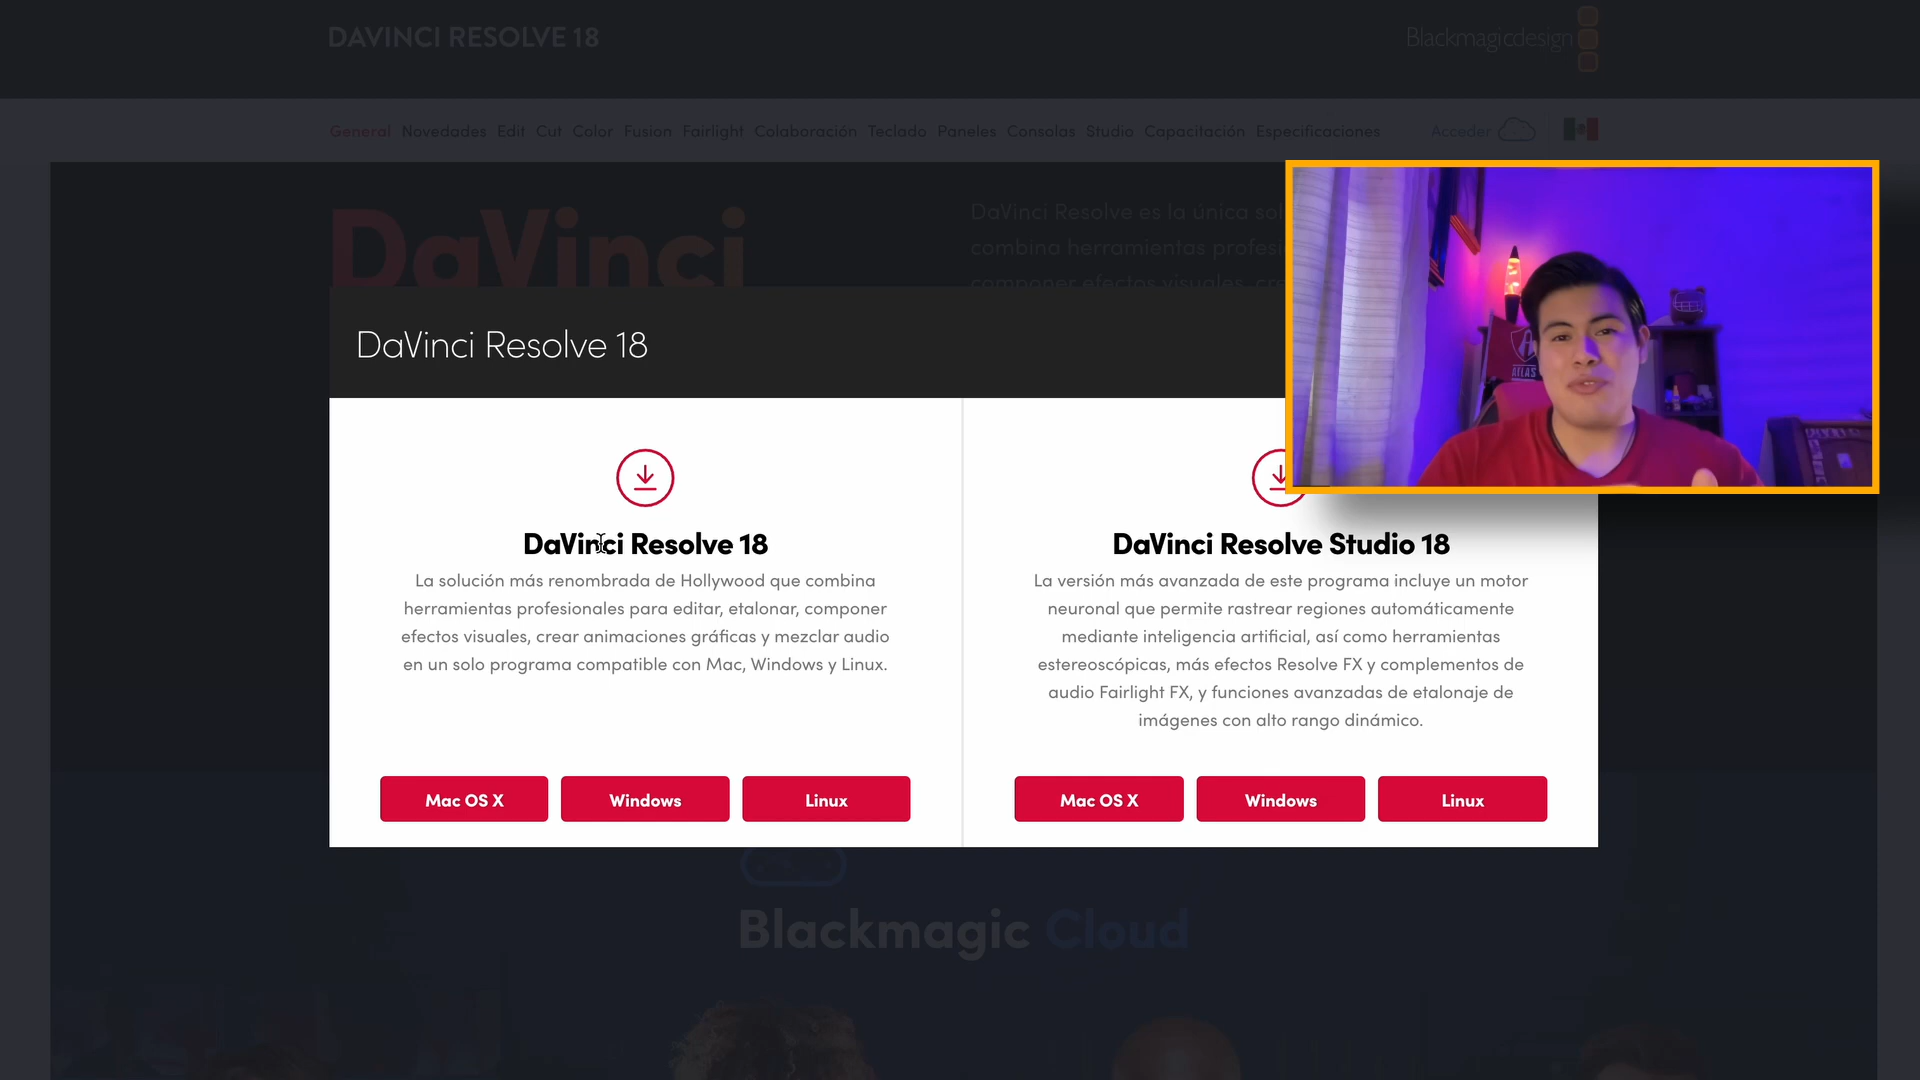 DAVINCI RESOLVE 18
Blackmagicdesign
General Novedades Edit Cut Color Fusion Fairlight Colaboración Teclado Paneles Consolas Studio Capacitación Especificaciones Acceder
DaVinci
DaVinci Resolve es la única
combina herramientas
componer efectos visuales,
DaVinci Resolve 18
ATLAS
DaVinci Resolve 18
La solución más renombrada de Hollywood que combina
herramientas profesionales para editar, etalonar, componer
efectos visuales, crear animaciones gráficas y mezclar audio
en un solo programa compatible con Mac, Windows y Linux.
Mac OS X
Windows
Linux
DaVinci Resolve Studio 18
La versión más avanzada de este programa incluye un motor
neuronal que permite rastrear regiones automáticamente
mediante inteligencia artificial, así como herramientas
estereoscópicas, más efectos Resolve FX y complementos de
audio Fairlight FX, y funciones avanzadas de etalonaje de
imágenes con alto rango dinámico.
Mac OS X
Windows
Linux
Blackmagic Cloud